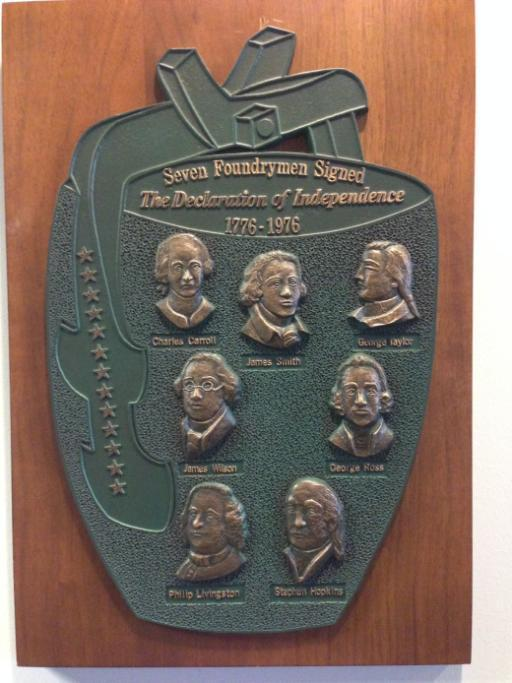 Seven Foundrymen Signed
The Declaration of Independence
1776-1976
Charles Carroll
James Smith
George Taylor
James Wilson
George Ross
Philip Livingston
Stephen Hopkins